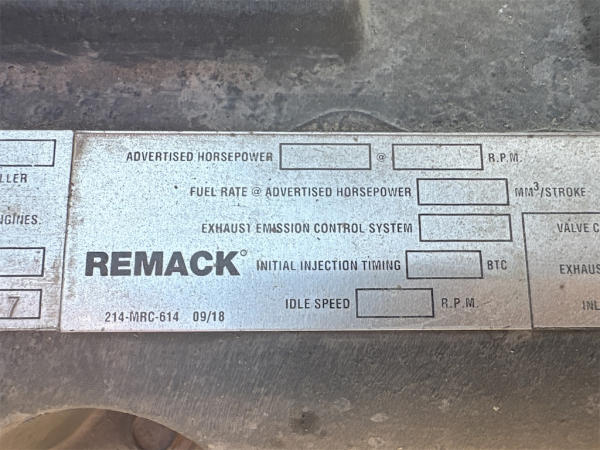 ADVERTISED HORSEPOWER @ R.P.M.
LLER
FUEL RATE @ ADVERTISED HORSEPOWER MM³/STROKE
NGINES.
EXHAUST EMISSION CONTROL SYSTEM
VALVE C
REMACK° INITIAL INJECTION TIMING BTC
EXHAUS
7
IDLE SPEED R.P.M.
INL
214-MRC-614 09/18